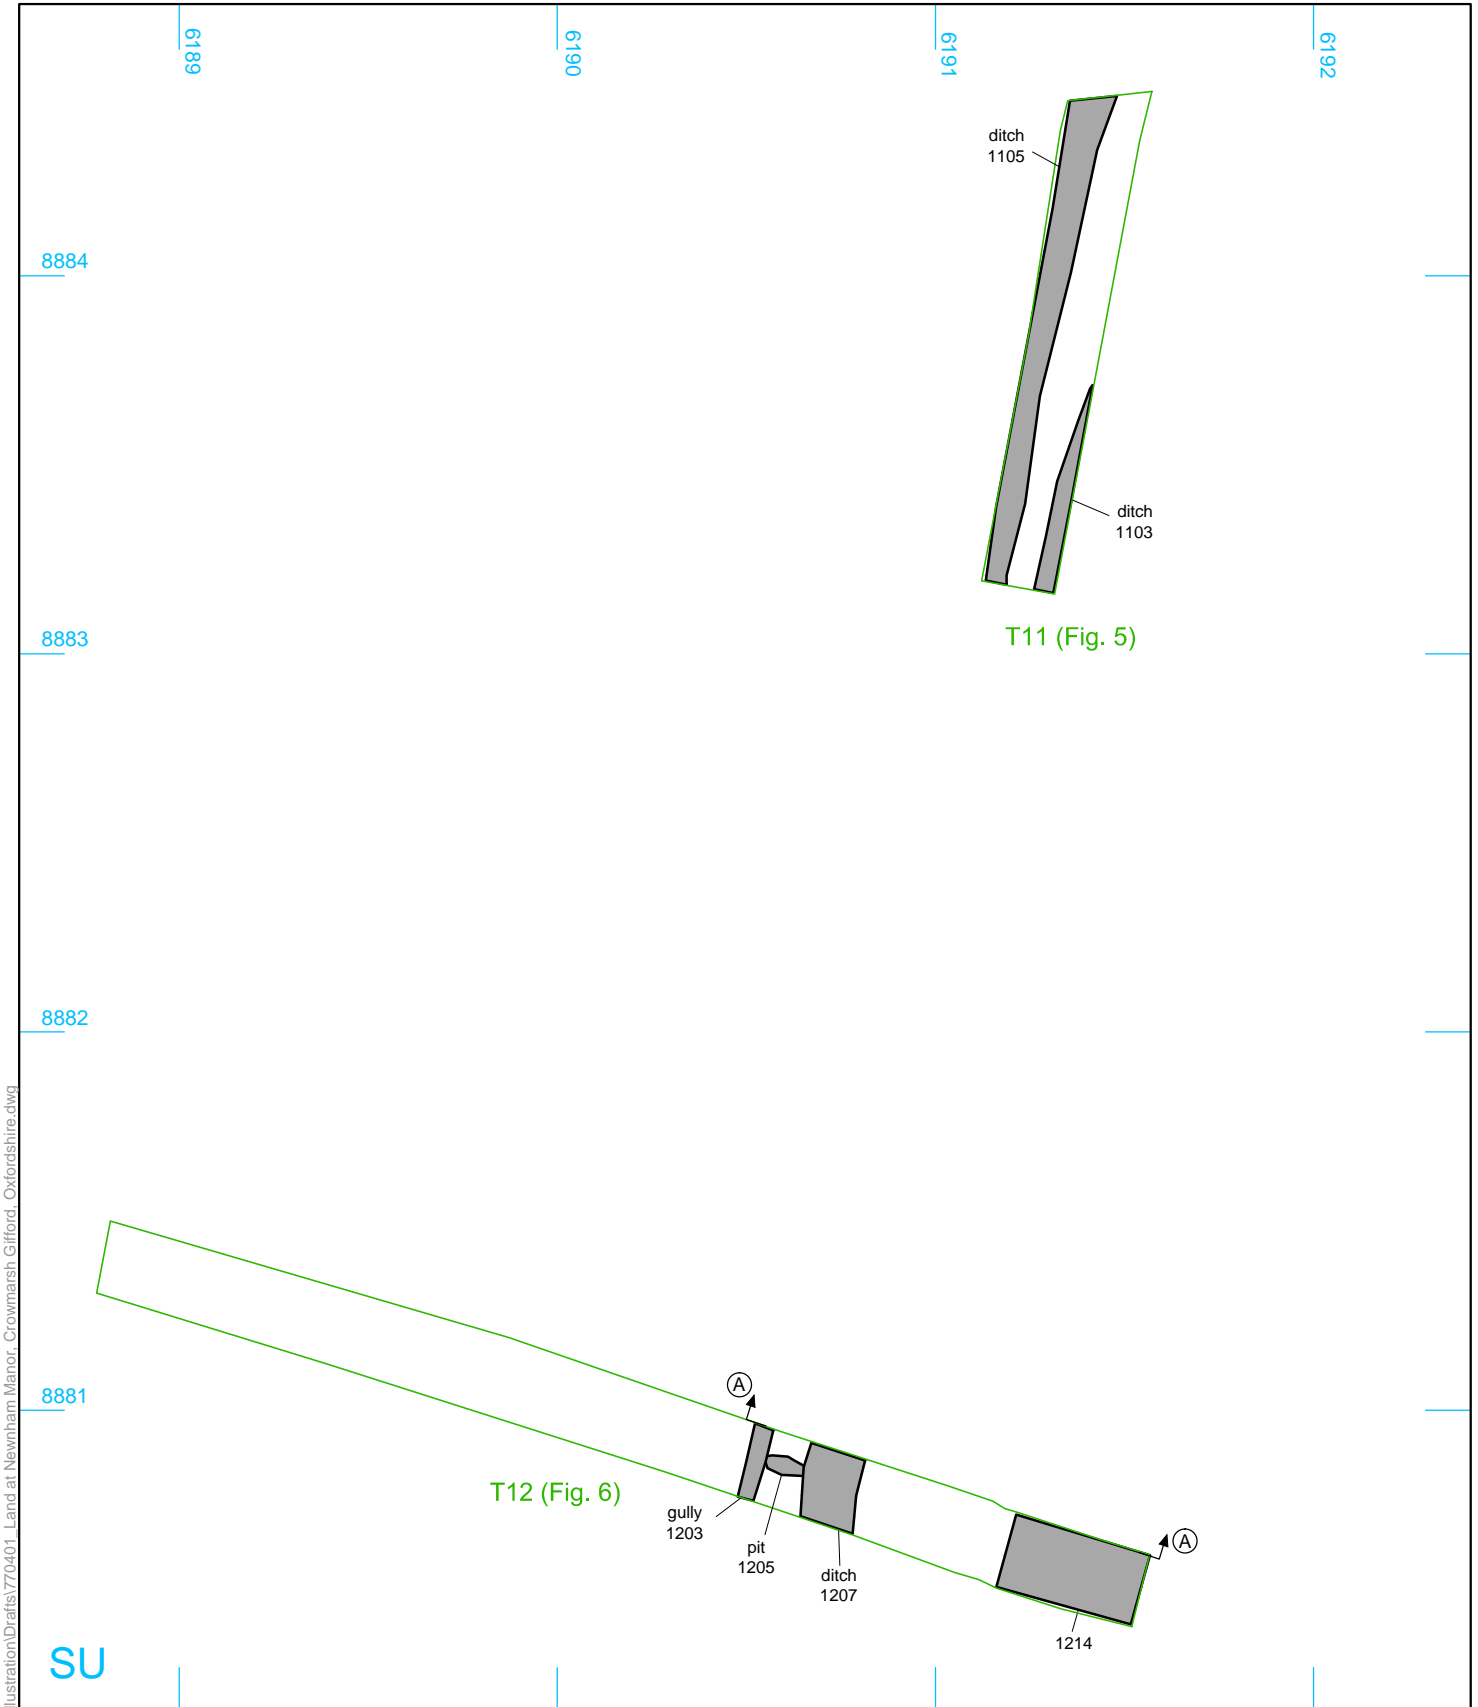 6189
6190
6191
6192
ditch
1105
8884
ditch
1103
T11 (Fig. 5)
8883
8882
8881
A
T12 (Fig. 6)
gully
1203
pit
1205
ditch
1207
A
1214
SU
lustration\Drafts\770401_Land at Newnham Manor, Crowmarsh Gifford, Oxfordshire.dwg